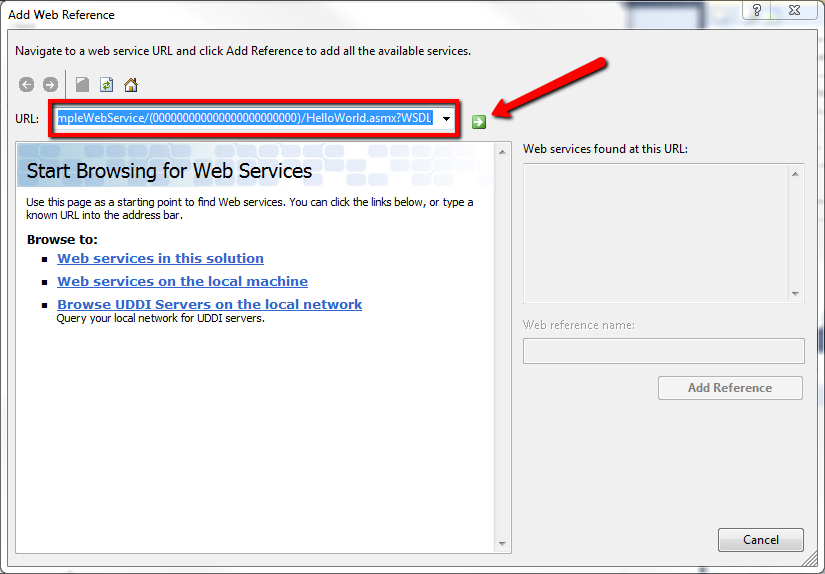 Add Web Reference
Navigate to a web service URL and click Add Reference to add all the available services.
URL:
mpleWebService/(000000000000000000000000)/HelloWorld.asmx?WSDL
Start Browsing for Web Services
Use this page as a starting point to find Web services. You can click the links below, or type a
known URL into the address bar.
Browse to:
Web services in this solution
Web services on the local machine
Browse UDDI Servers on the local network
Query your local network for UDDI servers.
Web services found at this URL:
Web reference name:
Add Reference
Cancel